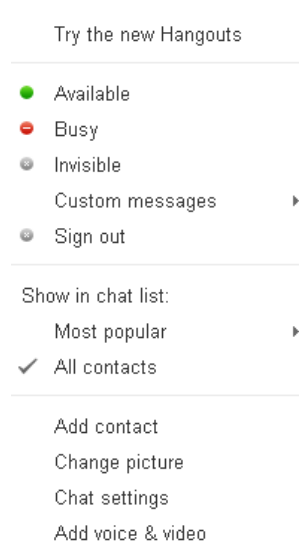 Try the new Hangouts
Available
Busy
Invisible
Custom messages
Sign out
Show in chat list:
Most popular
All contacts
Add contact
Change picture
Chat settings
Add voice & video